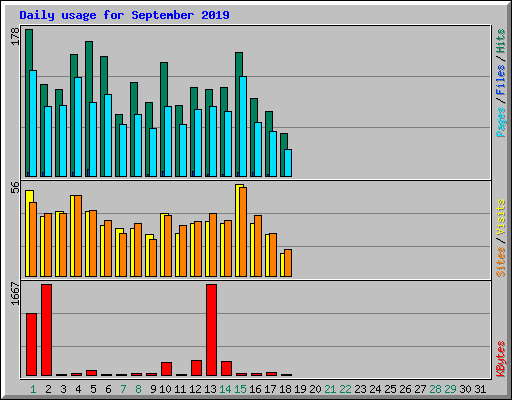 Daily usage for September 2019
178
Pages / Files / Hits
56
Sites / Visits
1667
KBytes
1 2 3 4 5 6 7 8 9 10 11 12 13 14 15 16 17 18 19 20 21 22 23 24 25 26 27 28 29 30 31